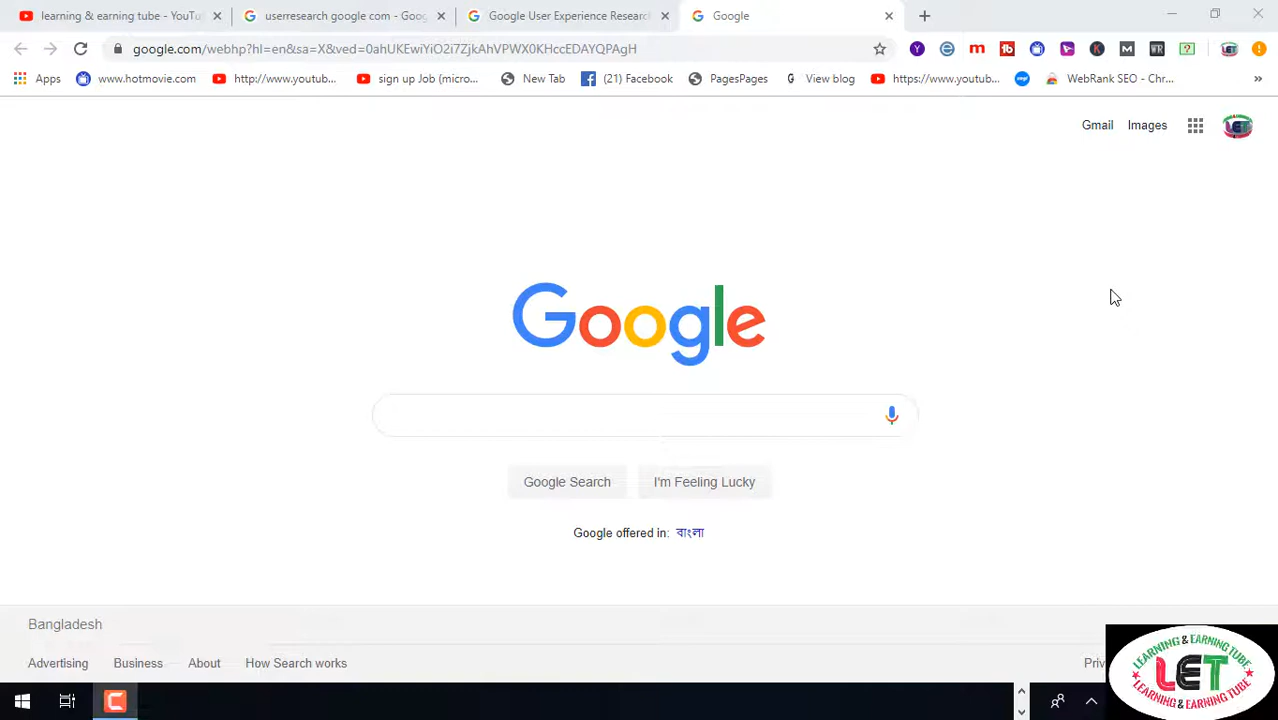 learning & earning tube - YouTu
userresearch google com - Goog
Google User Experience Research
Google
google.com/webhp?hl=en&sa=X&ved=0ahUKEwiYiO2i7ZjkAhVPWX0KHccEDAYQPAgH
Apps
www.hotmovie.com
http://www.youtub...
sign up Job (micro...
New Tab
(21) Facebook
PagesPages
View blog
https://www.youtub...
WebRank SEO - Chr...
Gmail
Images
Google
Google Search
I'm Feeling Lucky
Google offered in: বাংলা
Bangladesh
Advertising
Business
About
How Search works
Priv
LEARNING & EARNING TUBE
LET
LEARNING & EARNING TUBE